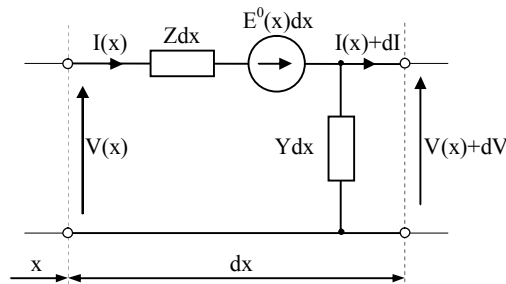 E⁰(x)dx
I(x)
Zdx
I(x)+dI
V(x)
Ydx
V(x)+dV
x
dx